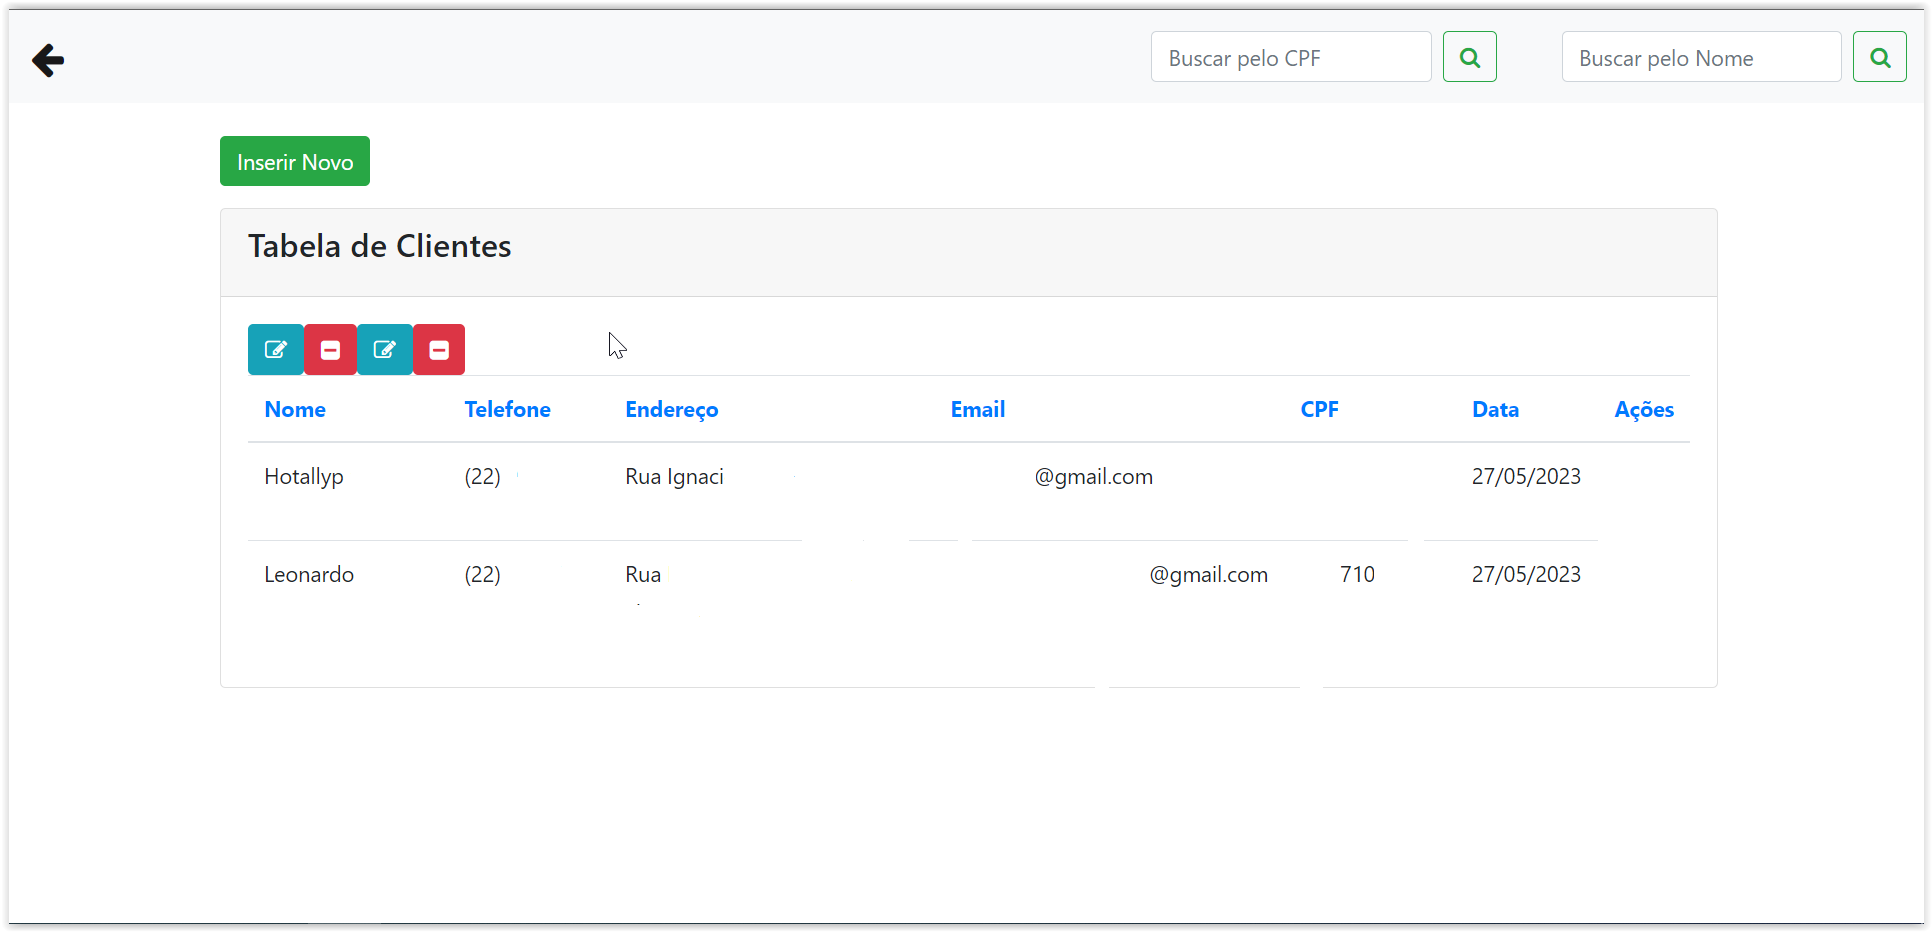 Buscar pelo CPF Buscar pelo Nome
Inserir Novo
Tabela de Clientes
Nome Telefone Endereço Email CPF Data Ações
Hotallyp (22) Rua Ignaci @gmail.com 27/05/2023
Leonardo (22) Rua @gmail.com 710 27/05/2023